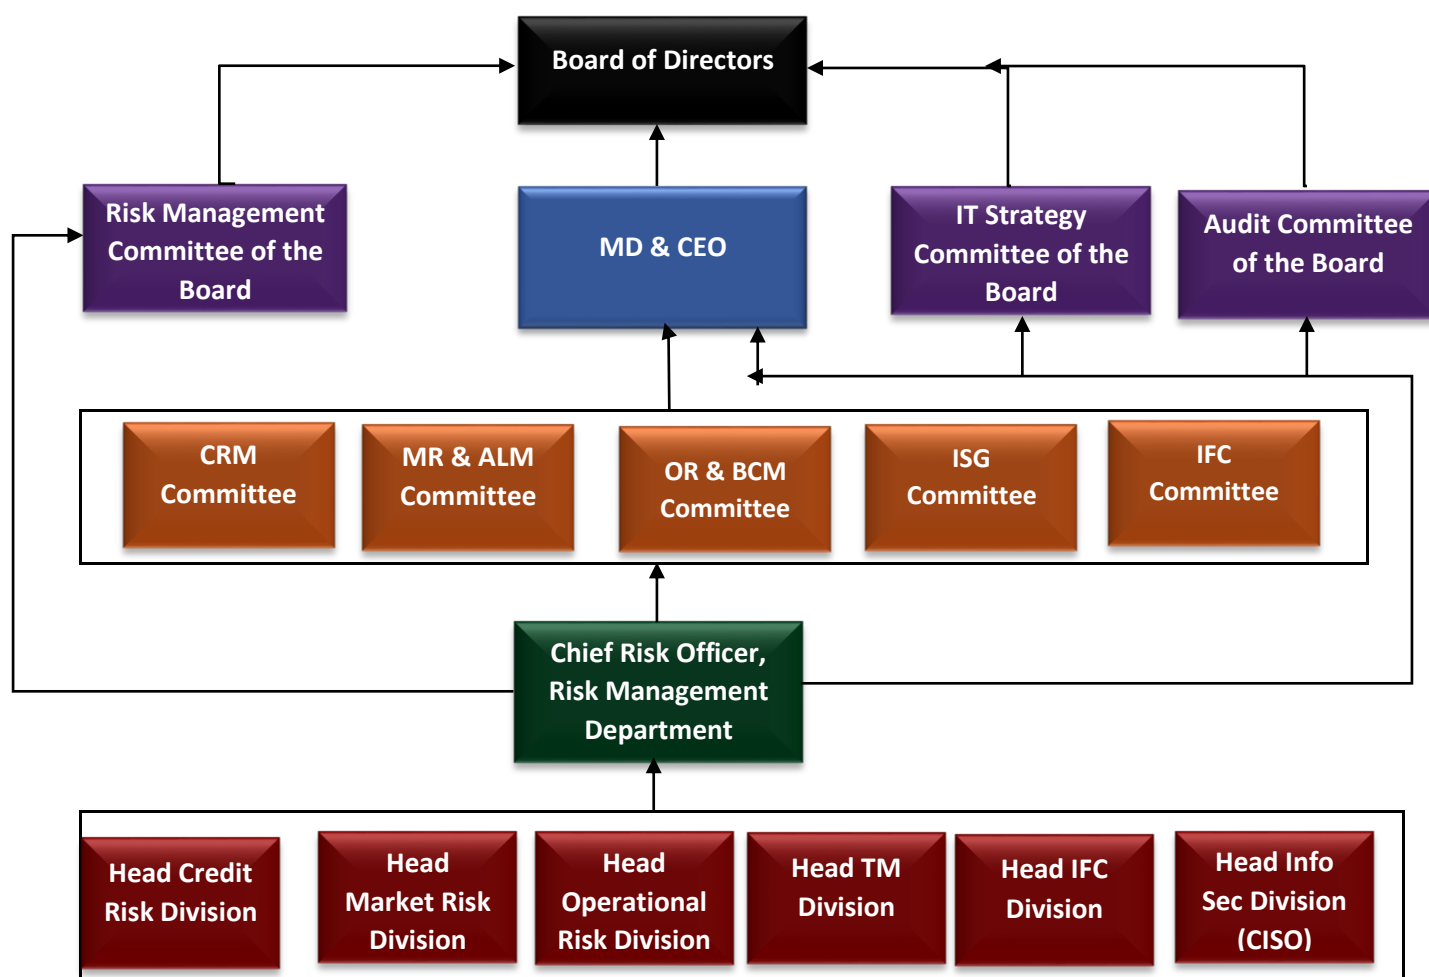 Board of Directors
Risk Management
Committee of the
Board
MD & CEO
IT Strategy
Committee of the
Board
Audit Committee
of the Board
CRM
Committee
MR & ALM
Committee
OR & BCM
Committee
ISG
Committee
IFC
Committee
Chief Risk Officer,
Risk Management
Department
Head Credit
Risk Division
Head
Market Risk
Division
Head
Operational
Risk Division
Head TM
Division
Head IFC
Division
Head Info
Sec Division
(CISO)